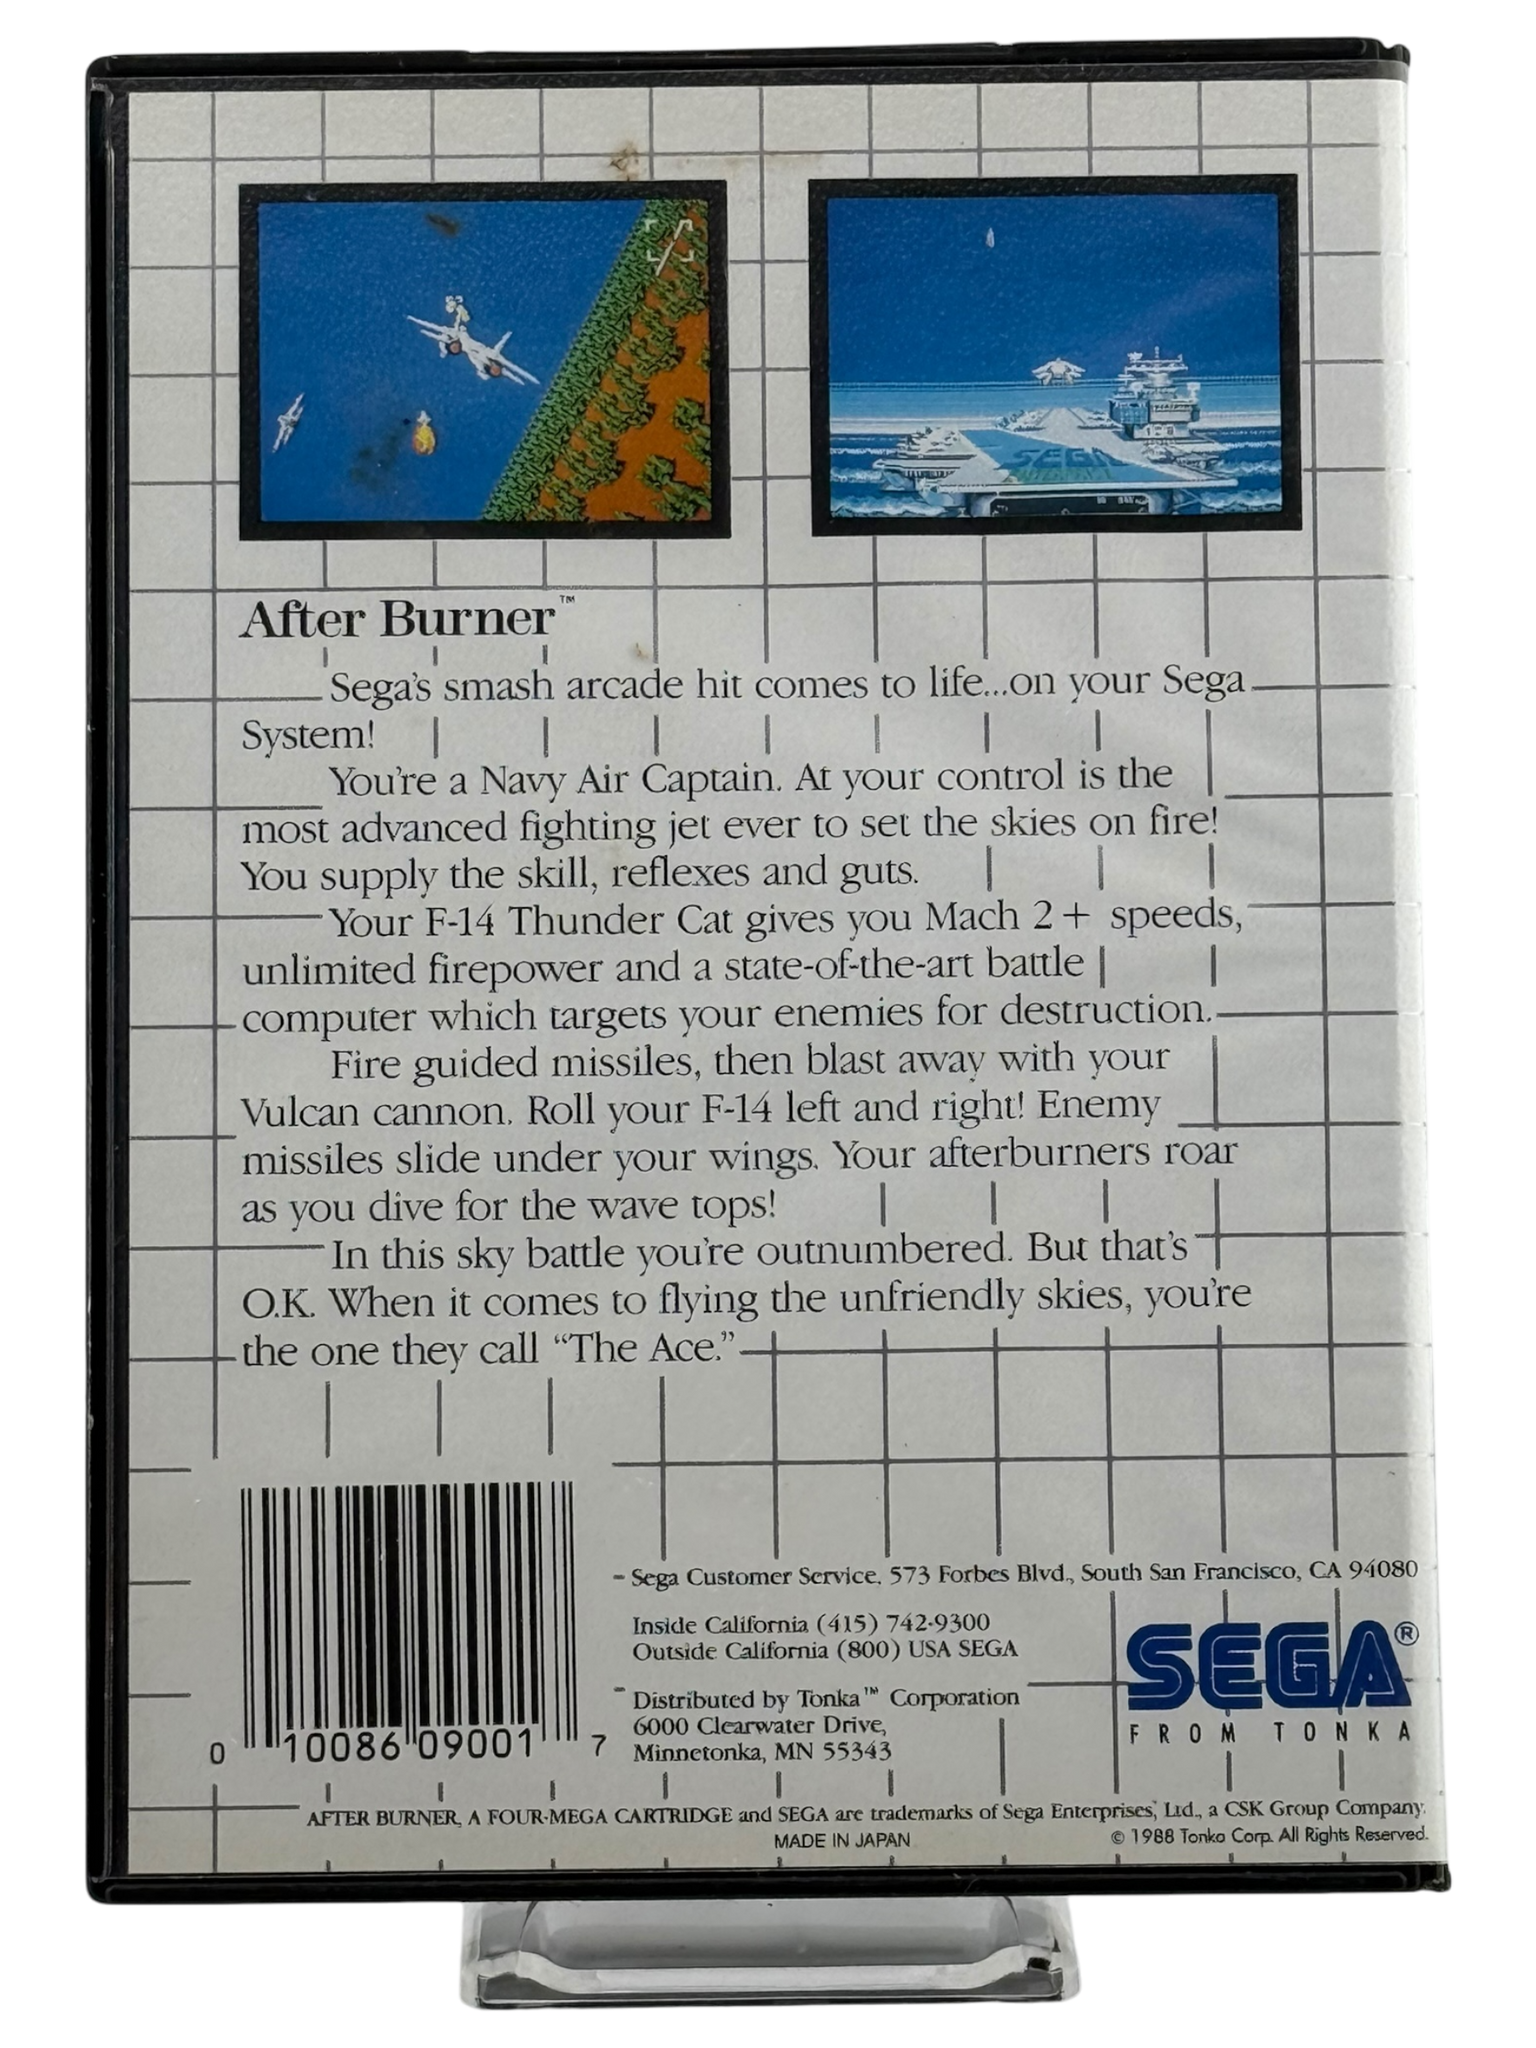 SEGA
After Burner™
Sega's smash arcade hit comes to life...on your Sega
System!
You're a Navy Air Captain. At your control is the
most advanced fighting jet ever to set the skies on fire!
You supply the skill, reflexes and guts.
Your F-14 Thunder Cat gives you Mach 2+ speeds,
unlimited firepower and a state-of-the-art battle
computer which targets your enemies for destruction.
Fire guided missiles, then blast away with your
Vulcan cannon. Roll your F-14 left and right! Enemy
missiles slide under your wings. Your afterburners roar
as you dive for the wave tops!
In this sky battle you're outnumbered. But that's
O.K. When it comes to flying the unfriendly skies, you're
the one they call "The Ace."
0 10086 09001 7
Sega Customer Service, 573 Forbes Blvd., South San Francisco, CA 94080
Inside California (415) 742-9300
Outside California (800) USA SEGA
Distributed by Tonka™ Corporation
6000 Clearwater Drive,
Minnetonka, MN 55343
SEGA®
FROM TONKA
AFTER BURNER, A FOUR-MEGA CARTRIDGE and SEGA are trademarks of Sega Enterprises, Ltd., a CSK Group Company.
MADE IN JAPAN
© 1988 Tonka Corp. All Rights Reserved.